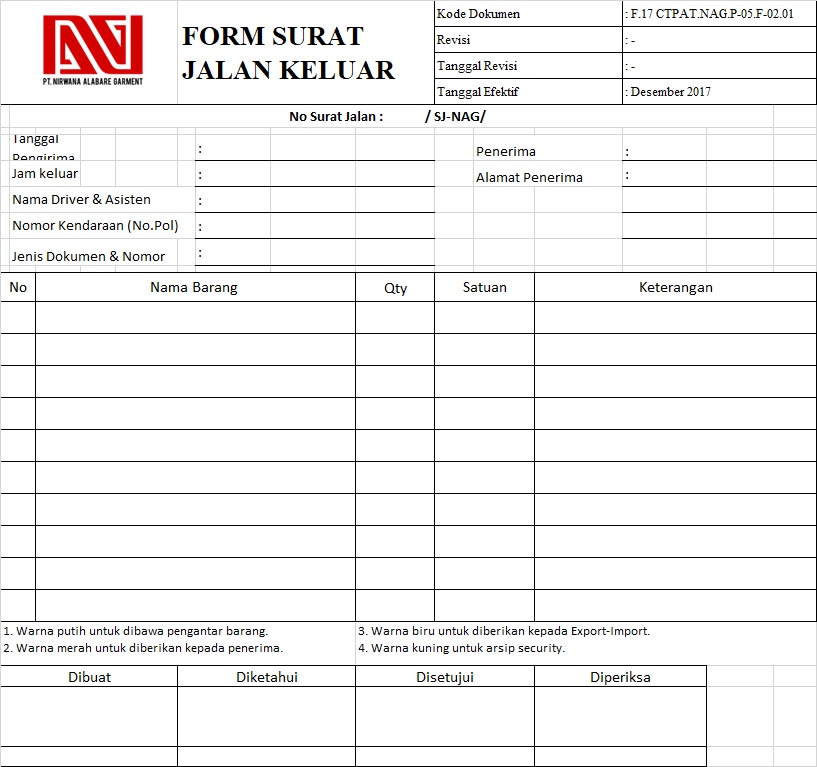 PT. NIRWANA ALABARE GARMENT
FORM SURAT
JALAN KELUAR
Kode Dokumen : F.17 CTPAT.NAG.P-05.F-02.01
Revisi : -
Tanggal Revisi : -
Tanggal Efektif : Desember 2017
No Surat Jalan : / SJ-NAG/
Tanggal
Pengirima :
Penerima :
Jam keluar :
Alamat Penerima :
Nama Driver & Asisten :
Nomor Kendaraan (No.Pol) :
Jenis Dokumen & Nomor :
No Nama Barang Qty Satuan Keterangan
1. Warna putih untuk dibawa pengantar barang.
3. Warna biru untuk diberikan kepada Export-Import.
2. Warna merah untuk diberikan kepada penerima.
4. Warna kuning untuk arsip security.
Dibuat Diketahui Disetujui Diperiksa